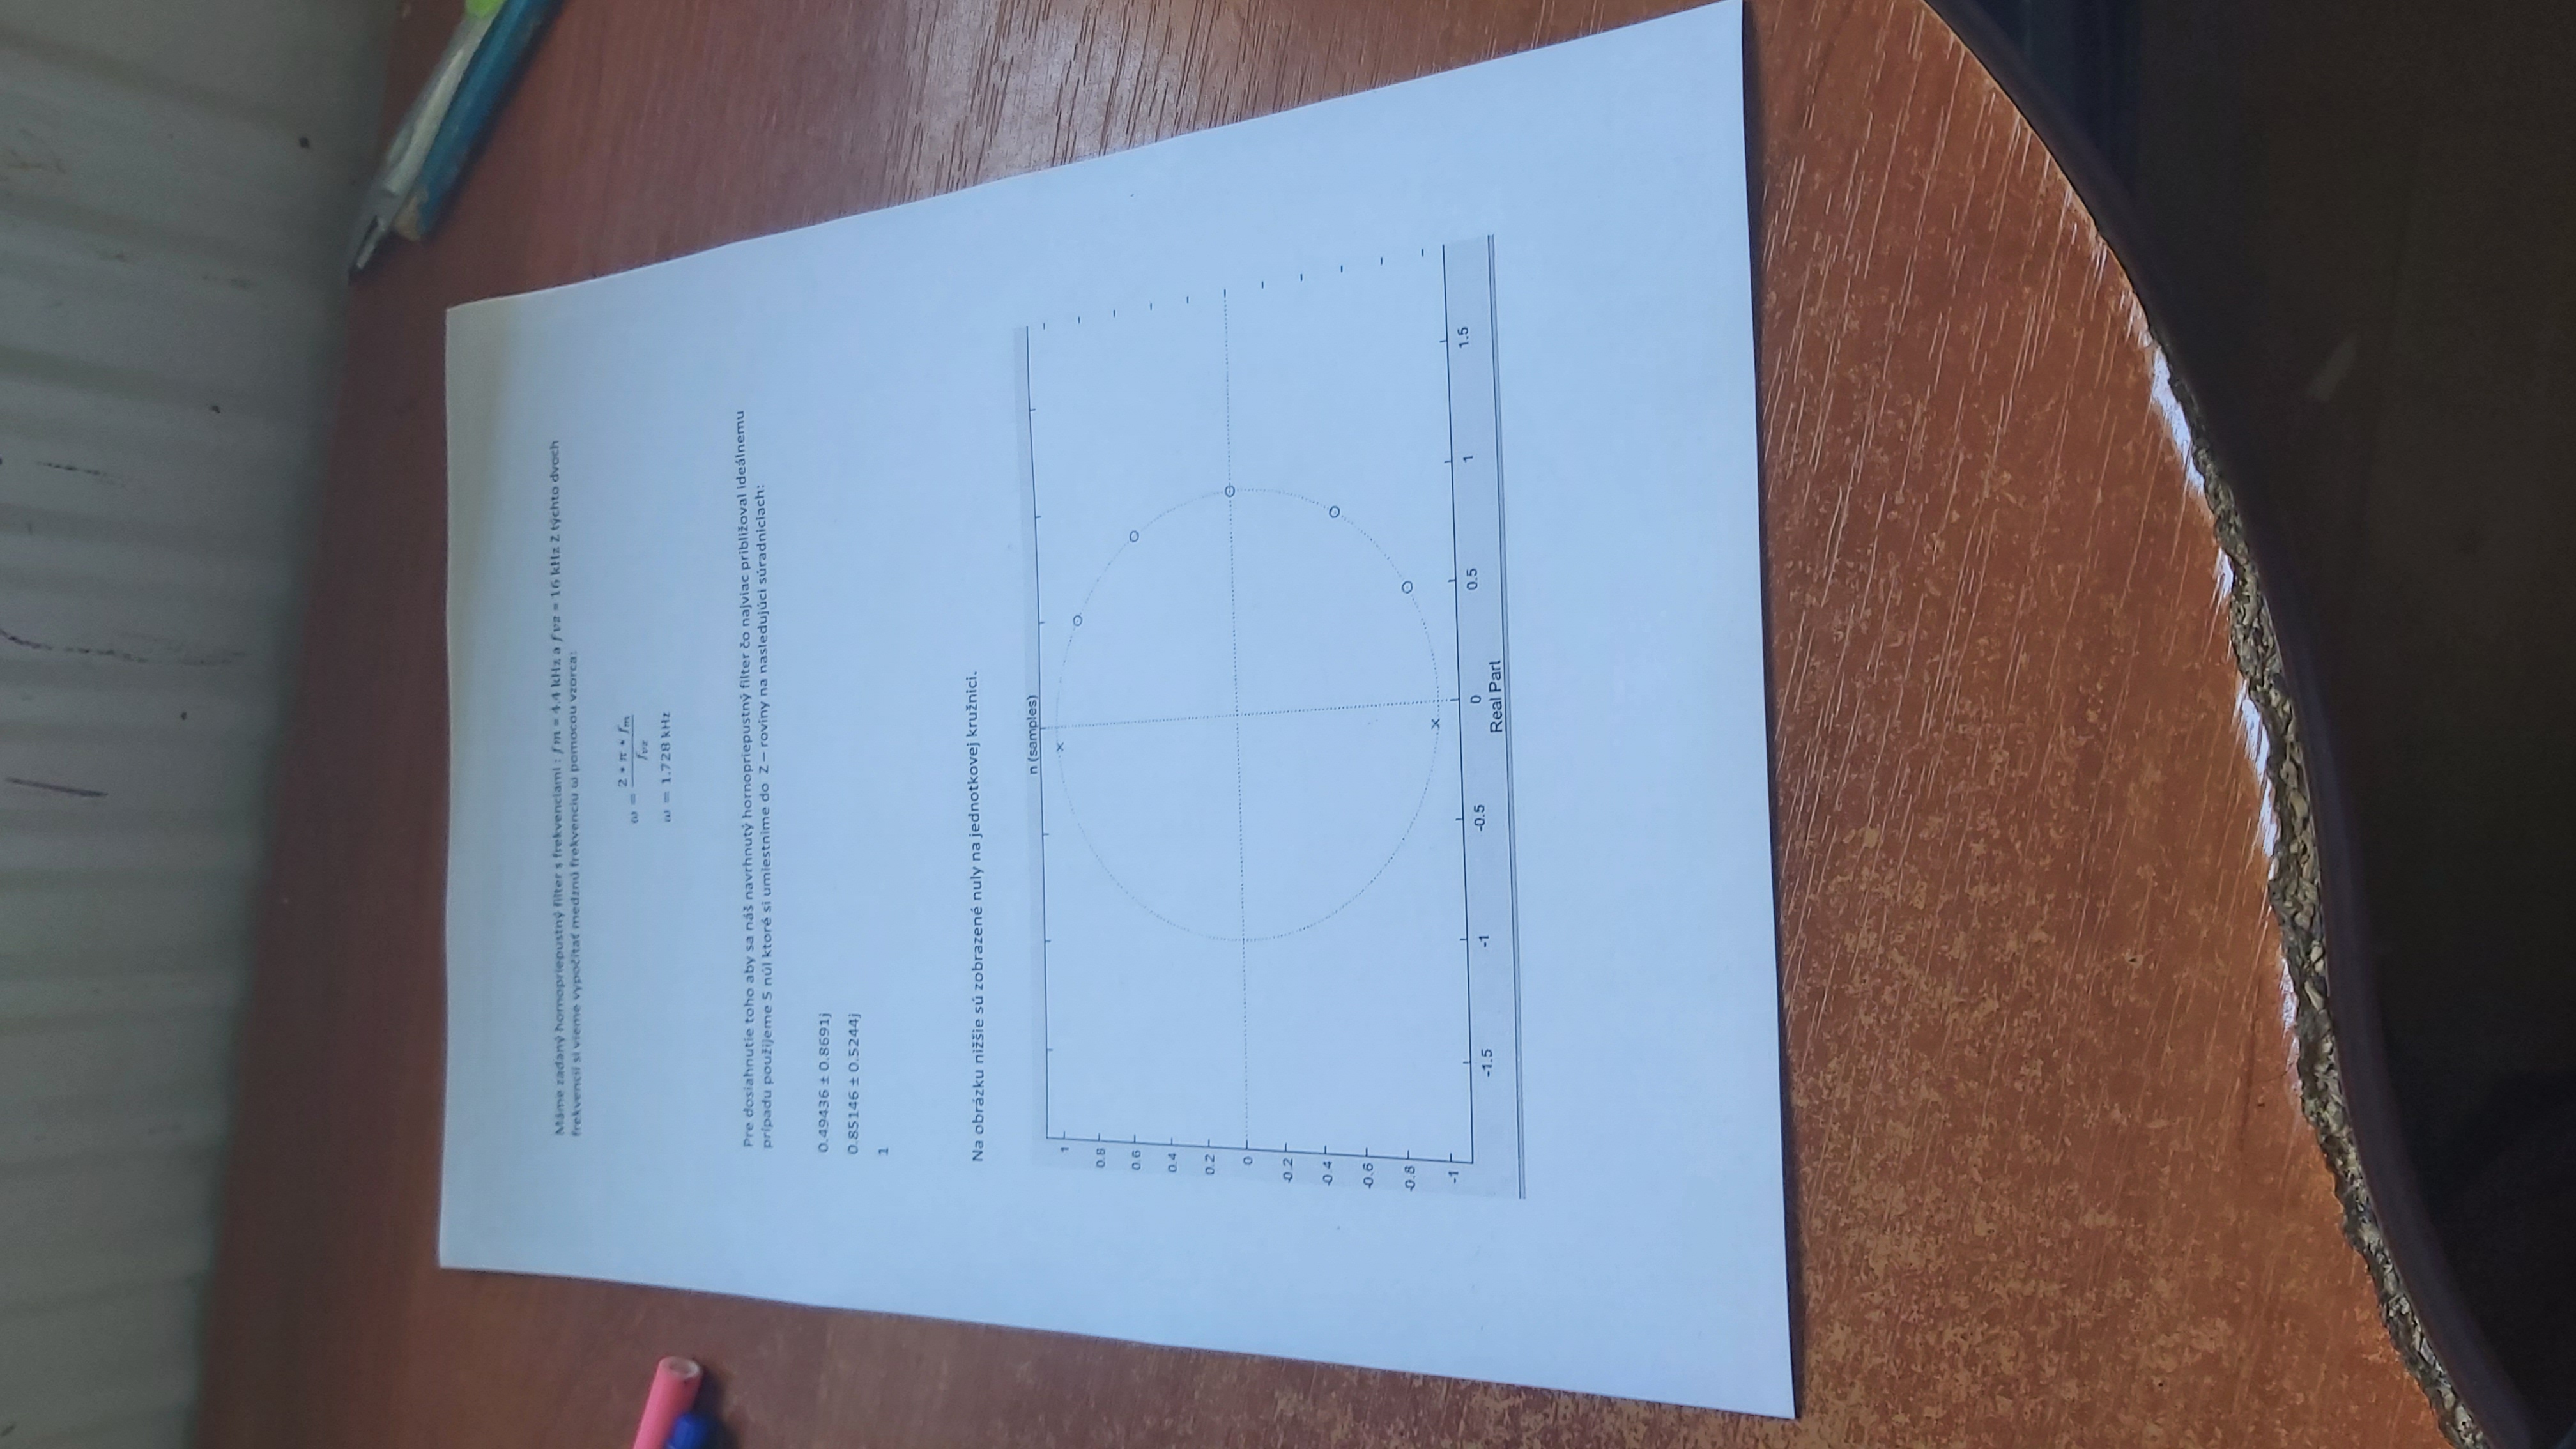 Máme zadaný hornopriepustný filter s frekvenciami : fm = 4.4 kHz a fvz = 16 kHz Z týchto dvoch
frekvencií si vieme vypočítať medznú frekvenciu ω pomocou vzorca:
ω = 2 * π * fm / fvz
ω = 1.728 kHz
Pre dosiahnutie toho aby sa náš navrhnutý hornopriepustný filter čo najviac približoval ideálnemu
prípadu použijeme 5 núl ktoré si umiestnime do Z – roviny na nasledujúci súradniciach:
0.49436 ± 0.8691j
0.85146 ± 0.5244j
1
Na obrázku nižšie sú zobrazené nuly na jednotkovej kružnici.
n (samples)
1
0.8
0.6
0.4
0.2
0
-0.2
-0.4
-0.6
-0.8
-1
-1.5 -1 -0.5 0 0.5 1 1.5
Real Part